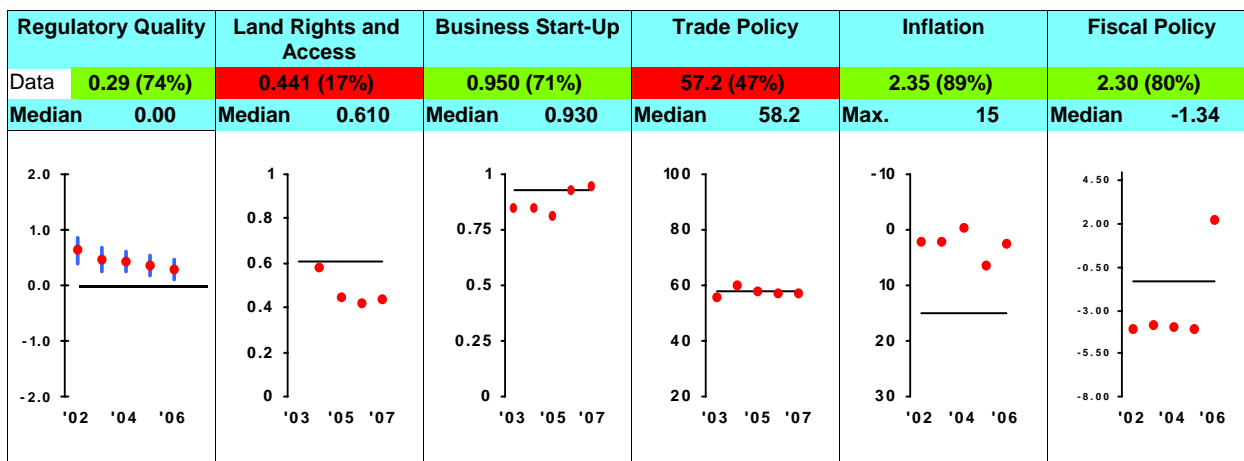 Regulatory Quality
Land Rights and
Access
Business Start-Up
Trade Policy
Inflation
Fiscal Policy
Data 0.29 (74%)
0.441 (17%)
0.950 (71%)
57.2 (47%)
2.35 (89%)
2.30 (80%)
Median 0.00
Median 0.610
Median 0.930
Median 58.2
Max. 15
Median -1.34
2.0
1.0
0.0
-1.0
-2.0
'02 '04 '06
1
0.8
0.6
0.4
0.2
0
'03 '05 '07
1
0.75
0.5
0.25
0
'03 '05 '07
100
80
60
40
20
'03 '05 '07
-10
0
10
20
30
'02 '04 '06
4.50
2.00
-0.50
-3.00
-5.50
-8.00
'02 '04 '06